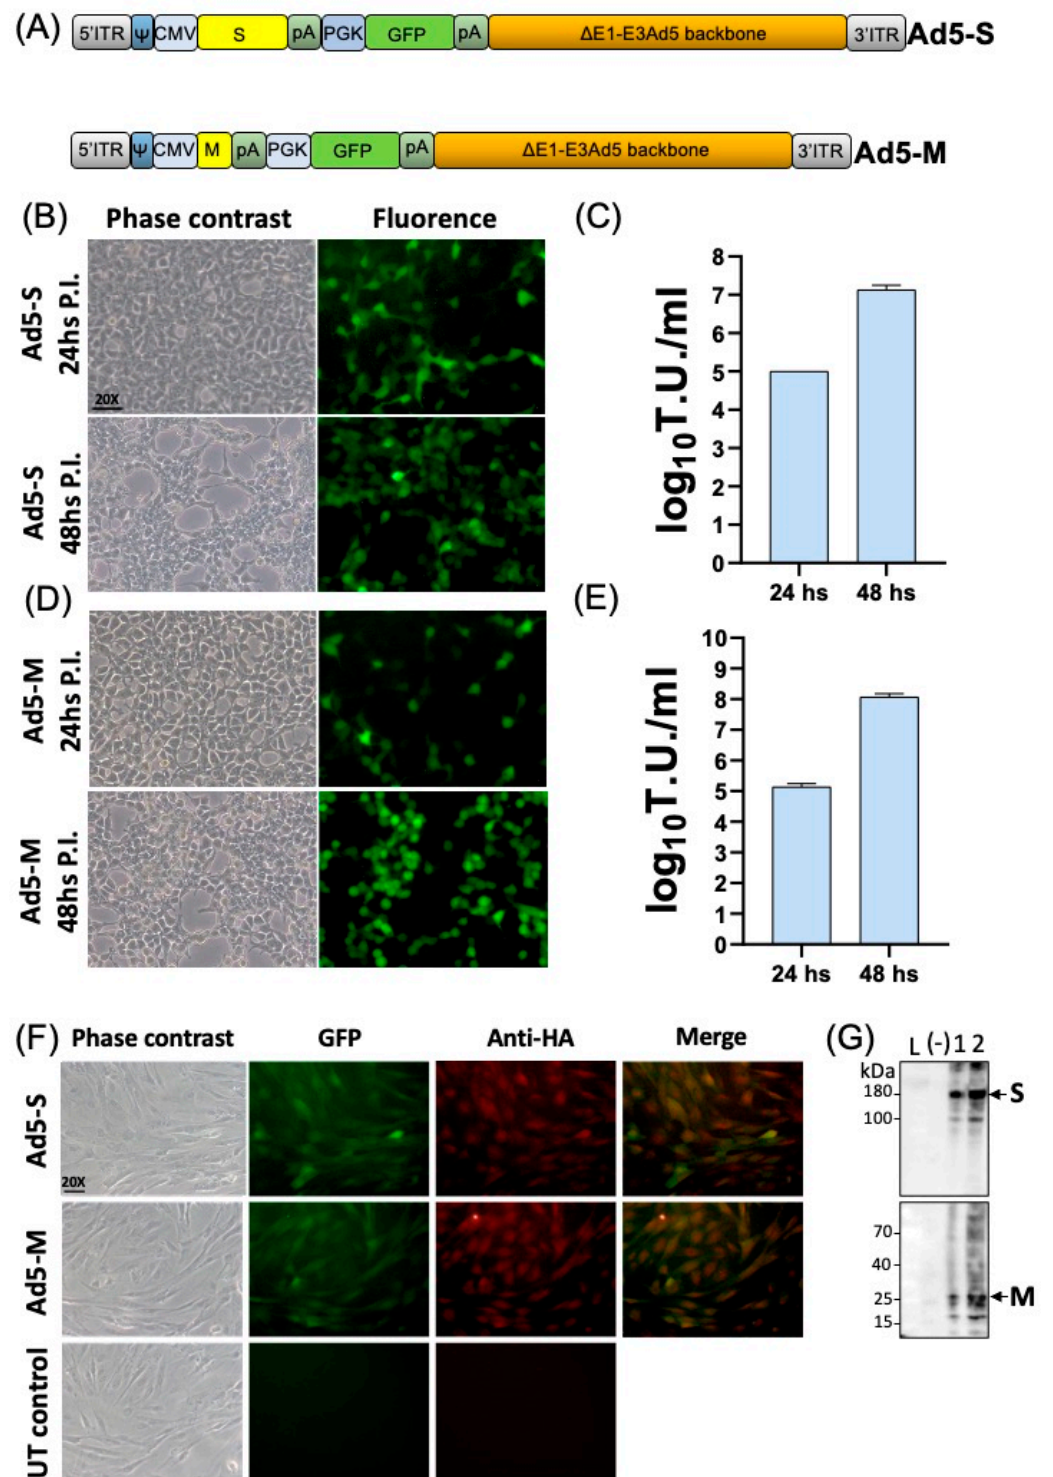 (A)
5'ITR Ψ CMV S pA PGK GFP pA ΔE1-E3Ad5 backbone 3'ITR Ad5-S
5'ITR Ψ CMV M pA PGK GFP pA ΔE1-E3Ad5 backbone 3'ITR Ad5-M
(B) Phase contrast Fluorence
Ad5-S
24hs P.I.
20X
Ad5-S
48hs P.I.
(C)
log10T.U./ml
8
7
6
5
4
3
2
1
0
24 hs 48 hs
(D)
Ad5-M
24hs P.I.
Ad5-M
48hs P.I.
(E)
log10T.U./ml
10
9
8
7
6
5
4
3
2
1
0
24 hs 48 hs
(F) Phase contrast GFP Anti-HA Merge
Ad5-S
20X
Ad5-M
UT control
(G)
L (-) 1 2
kDa
180
S
100
70
40
25
M
15